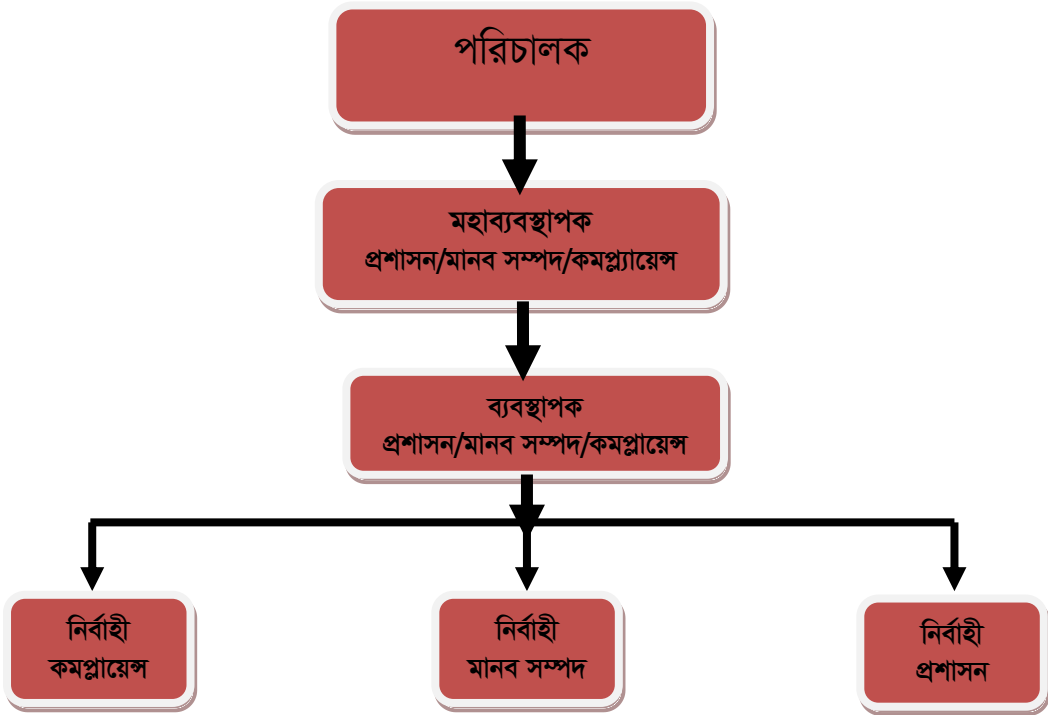 পরিচালক
মহাব্যবস্থাপক
প্রশাসন/মানব সম্পদ/কমপ্ল্যায়েন্স
ব্যবস্থাপক
প্রশাসন/মানব সম্পদ/কমপ্লায়েন্স
নির্বাহী
কমপ্লায়েন্স
নির্বাহী
মানব সম্পদ
নির্বাহী
প্রশাসন